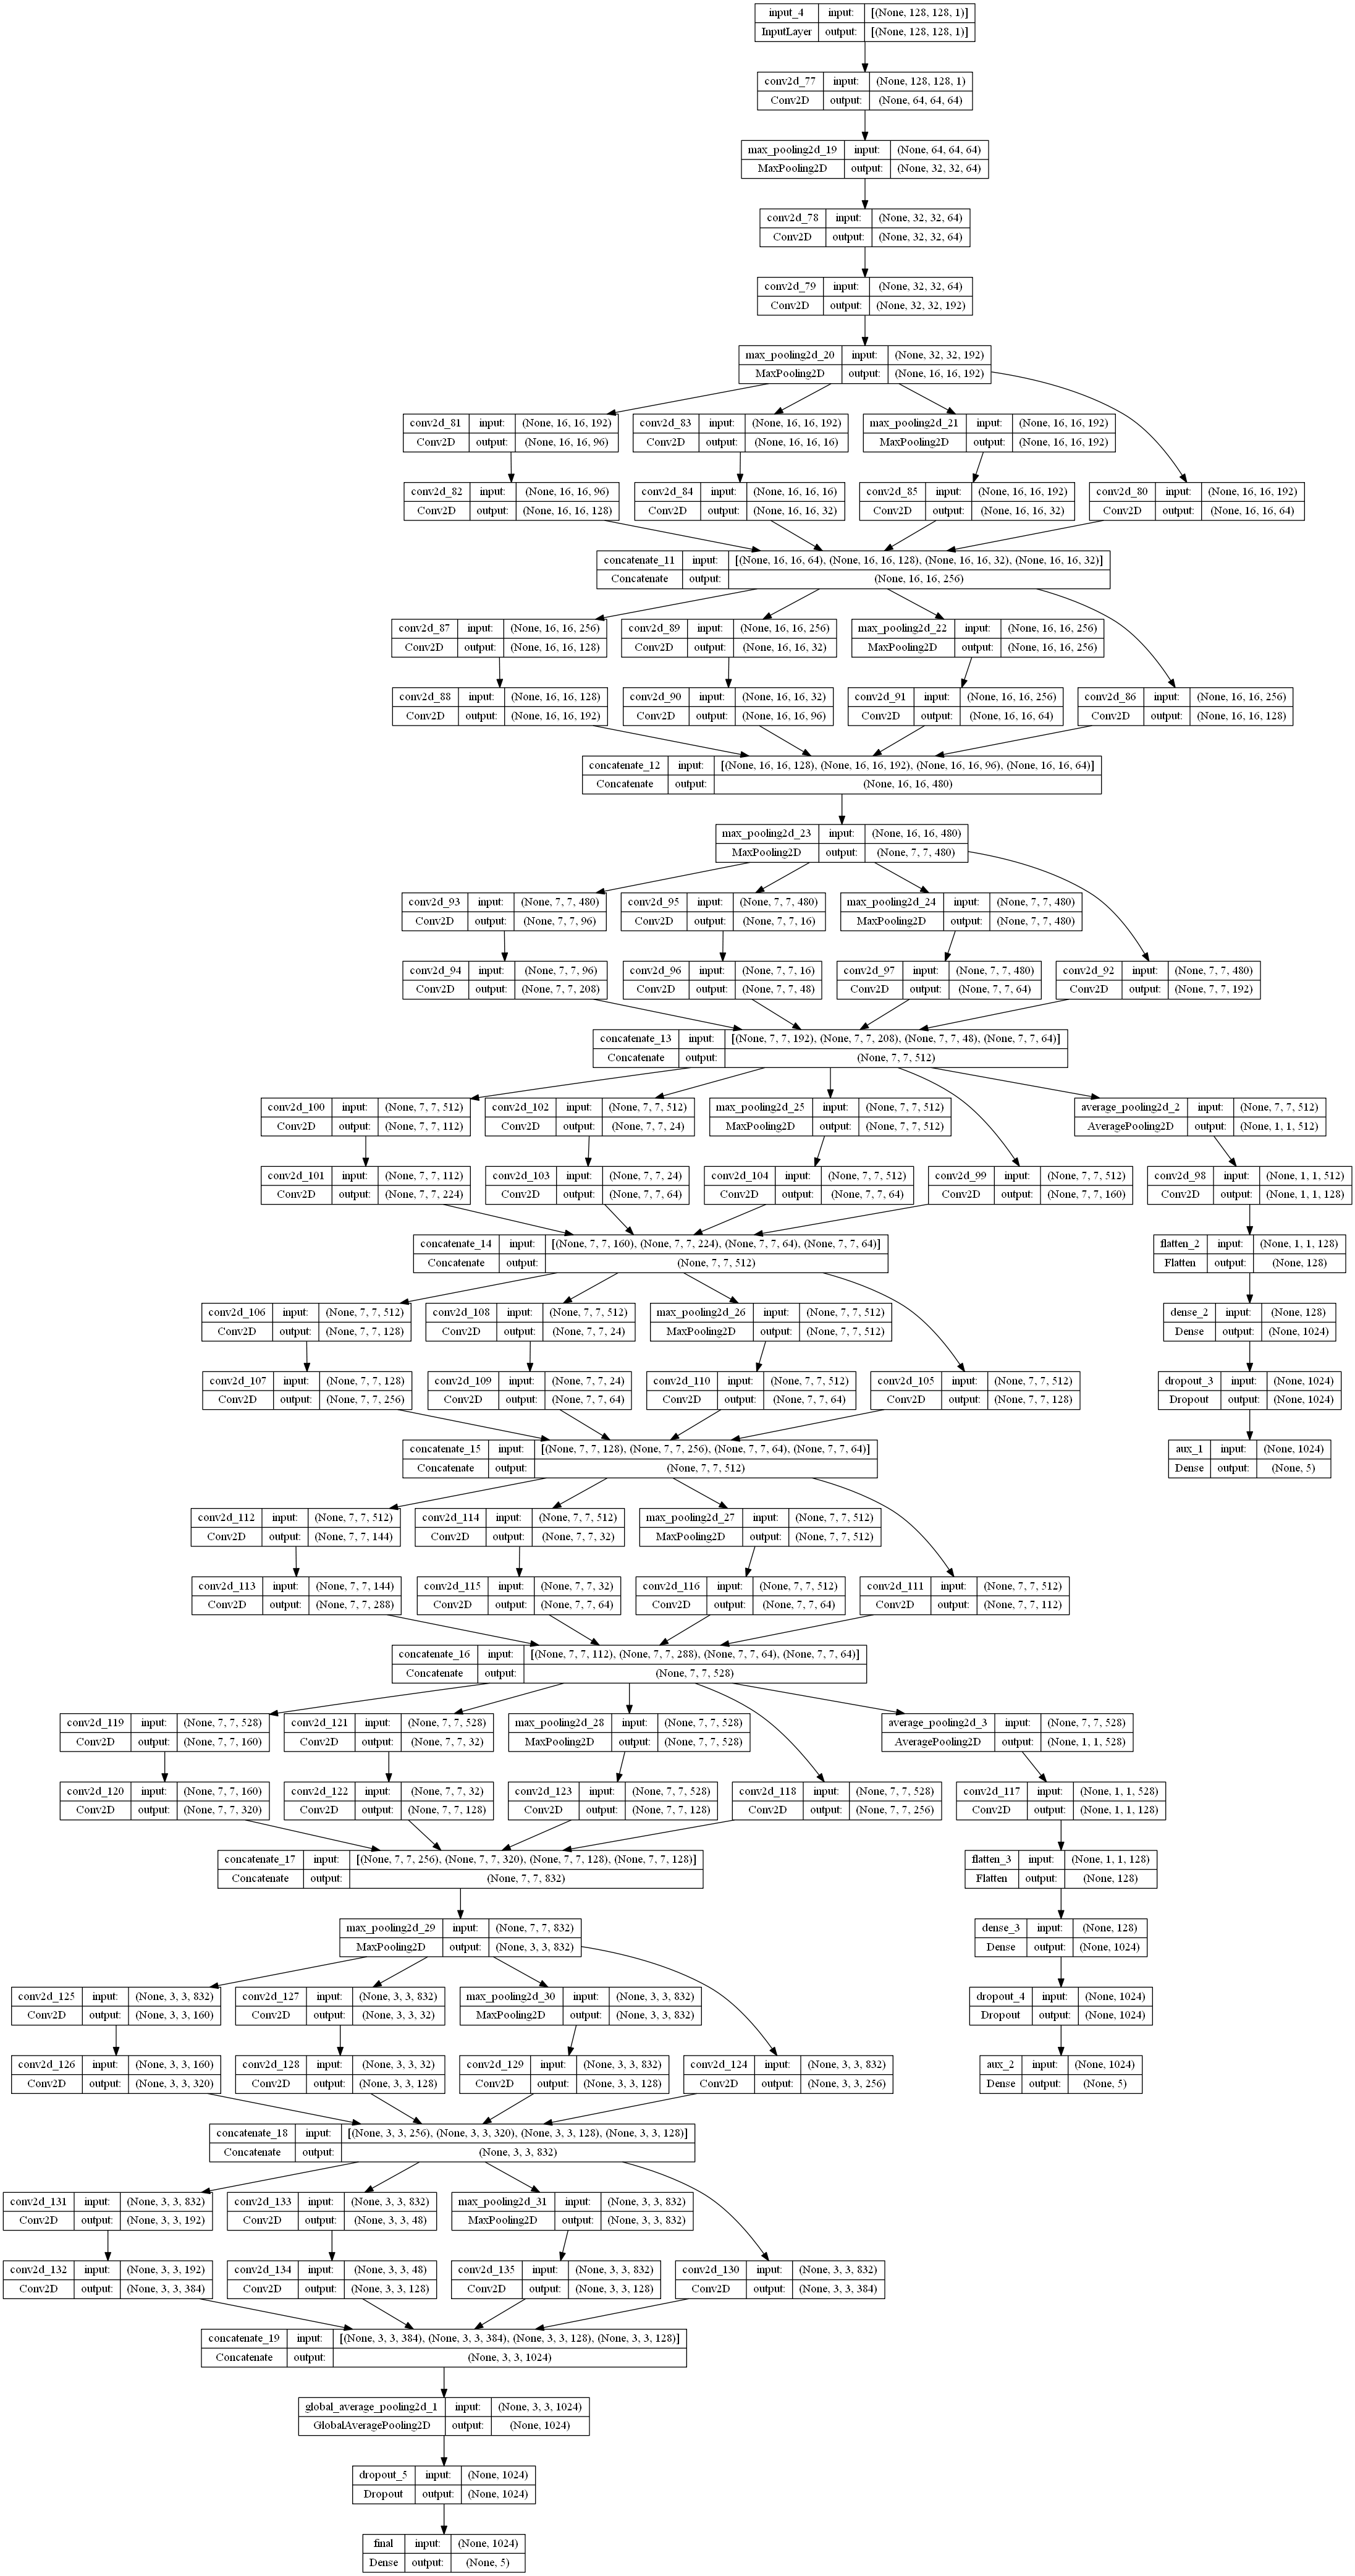 input_4 input: [(None, 128, 128, 1)]
InputLayer output: [(None, 128, 128, 1)]
conv2d_77 input: (None, 128, 128, 1)
Conv2D output: (None, 64, 64, 64)
max_pooling2d_19 input: (None, 64, 64, 64)
MaxPooling2D output: (None, 32, 32, 64)
conv2d_78 input: (None, 32, 32, 64)
Conv2D output: (None, 32, 32, 64)
conv2d_79 input: (None, 32, 32, 64)
Conv2D output: (None, 32, 32, 192)
max_pooling2d_20 input: (None, 32, 32, 192)
MaxPooling2D output: (None, 16, 16, 192)
conv2d_81 input: (None, 16, 16, 192)
Conv2D output: (None, 16, 16, 96)
conv2d_83 input: (None, 16, 16, 192)
Conv2D output: (None, 16, 16, 16)
max_pooling2d_21 input: (None, 16, 16, 192)
MaxPooling2D output: (None, 16, 16, 192)
conv2d_82 input: (None, 16, 16, 96)
Conv2D output: (None, 16, 16, 128)
conv2d_84 input: (None, 16, 16, 16)
Conv2D output: (None, 16, 16, 32)
conv2d_85 input: (None, 16, 16, 192)
Conv2D output: (None, 16, 16, 32)
conv2d_80 input: (None, 16, 16, 192)
Conv2D output: (None, 16, 16, 64)
concatenate_11 input: [(None, 16, 16, 64), (None, 16, 16, 128), (None, 16, 16, 32), (None, 16, 16, 32)]
Concatenate output: (None, 16, 16, 256)
conv2d_87 input: (None, 16, 16, 256)
Conv2D output: (None, 16, 16, 128)
conv2d_89 input: (None, 16, 16, 256)
Conv2D output: (None, 16, 16, 32)
max_pooling2d_22 input: (None, 16, 16, 256)
MaxPooling2D output: (None, 16, 16, 256)
conv2d_88 input: (None, 16, 16, 128)
Conv2D output: (None, 16, 16, 192)
conv2d_90 input: (None, 16, 16, 32)
Conv2D output: (None, 16, 16, 96)
conv2d_91 input: (None, 16, 16, 256)
Conv2D output: (None, 16, 16, 64)
conv2d_86 input: (None, 16, 16, 256)
Conv2D output: (None, 16, 16, 128)
concatenate_12 input: [(None, 16, 16, 128), (None, 16, 16, 192), (None, 16, 16, 96), (None, 16, 16, 64)]
Concatenate output: (None, 16, 16, 480)
max_pooling2d_23 input: (None, 16, 16, 480)
MaxPooling2D output: (None, 7, 7, 480)
conv2d_93 input: (None, 7, 7, 480)
Conv2D output: (None, 7, 7, 96)
conv2d_95 input: (None, 7, 7, 480)
Conv2D output: (None, 7, 7, 16)
max_pooling2d_24 input: (None, 7, 7, 480)
MaxPooling2D output: (None, 7, 7, 480)
conv2d_94 input: (None, 7, 7, 96)
Conv2D output: (None, 7, 7, 208)
conv2d_96 input: (None, 7, 7, 16)
Conv2D output: (None, 7, 7, 48)
conv2d_97 input: (None, 7, 7, 480)
Conv2D output: (None, 7, 7, 64)
conv2d_92 input: (None, 7, 7, 480)
Conv2D output: (None, 7, 7, 192)
concatenate_13 input: [(None, 7, 7, 192), (None, 7, 7, 208), (None, 7, 7, 48), (None, 7, 7, 64)]
Concatenate output: (None, 7, 7, 512)
conv2d_100 input: (None, 7, 7, 512)
Conv2D output: (None, 7, 7, 112)
conv2d_102 input: (None, 7, 7, 512)
Conv2D output: (None, 7, 7, 24)
max_pooling2d_25 input: (None, 7, 7, 512)
MaxPooling2D output: (None, 7, 7, 512)
average_pooling2d_2 input: (None, 7, 7, 512)
AveragePooling2D output: (None, 1, 1, 512)
conv2d_101 input: (None, 7, 7, 112)
Conv2D output: (None, 7, 7, 224)
conv2d_103 input: (None, 7, 7, 24)
Conv2D output: (None, 7, 7, 64)
conv2d_104 input: (None, 7, 7, 512)
Conv2D output: (None, 7, 7, 64)
conv2d_99 input: (None, 7, 7, 512)
Conv2D output: (None, 7, 7, 160)
conv2d_98 input: (None, 1, 1, 512)
Conv2D output: (None, 1, 1, 128)
concatenate_14 input: [(None, 7, 7, 160), (None, 7, 7, 224), (None, 7, 7, 64), (None, 7, 7, 64)]
Concatenate output: (None, 7, 7, 512)
flatten_2 input: (None, 1, 1, 128)
Flatten output: (None, 128)
conv2d_106 input: (None, 7, 7, 512)
Conv2D output: (None, 7, 7, 128)
conv2d_108 input: (None, 7, 7, 512)
Conv2D output: (None, 7, 7, 24)
max_pooling2d_26 input: (None, 7, 7, 512)
MaxPooling2D output: (None, 7, 7, 512)
dense_2 input: (None, 128)
Dense output: (None, 1024)
conv2d_107 input: (None, 7, 7, 128)
Conv2D output: (None, 7, 7, 256)
conv2d_109 input: (None, 7, 7, 24)
Conv2D output: (None, 7, 7, 64)
conv2d_110 input: (None, 7, 7, 512)
Conv2D output: (None, 7, 7, 64)
conv2d_105 input: (None, 7, 7, 512)
Conv2D output: (None, 7, 7, 128)
dropout_3 input: (None, 1024)
Dropout output: (None, 1024)
concatenate_15 input: [(None, 7, 7, 128), (None, 7, 7, 256), (None, 7, 7, 64), (None, 7, 7, 64)]
Concatenate output: (None, 7, 7, 512)
aux_1 input: (None, 1024)
Dense output: (None, 5)
conv2d_112 input: (None, 7, 7, 512)
Conv2D output: (None, 7, 7, 144)
conv2d_114 input: (None, 7, 7, 512)
Conv2D output: (None, 7, 7, 32)
max_pooling2d_27 input: (None, 7, 7, 512)
MaxPooling2D output: (None, 7, 7, 512)
conv2d_113 input: (None, 7, 7, 144)
Conv2D output: (None, 7, 7, 288)
conv2d_115 input: (None, 7, 7, 32)
Conv2D output: (None, 7, 7, 64)
conv2d_116 input: (None, 7, 7, 512)
Conv2D output: (None, 7, 7, 64)
conv2d_111 input: (None, 7, 7, 512)
Conv2D output: (None, 7, 7, 112)
concatenate_16 input: [(None, 7, 7, 112), (None, 7, 7, 288), (None, 7, 7, 64), (None, 7, 7, 64)]
Concatenate output: (None, 7, 7, 528)
conv2d_119 input: (None, 7, 7, 528)
Conv2D output: (None, 7, 7, 160)
conv2d_121 input: (None, 7, 7, 528)
Conv2D output: (None, 7, 7, 32)
max_pooling2d_28 input: (None, 7, 7, 528)
MaxPooling2D output: (None, 7, 7, 528)
average_pooling2d_3 input: (None, 7, 7, 528)
AveragePooling2D output: (None, 1, 1, 528)
conv2d_120 input: (None, 7, 7, 160)
Conv2D output: (None, 7, 7, 320)
conv2d_122 input: (None, 7, 7, 32)
Conv2D output: (None, 7, 7, 128)
conv2d_123 input: (None, 7, 7, 528)
Conv2D output: (None, 7, 7, 128)
conv2d_118 input: (None, 7, 7, 528)
Conv2D output: (None, 7, 7, 256)
conv2d_117 input: (None, 1, 1, 528)
Conv2D output: (None, 1, 1, 128)
concatenate_17 input: [(None, 7, 7, 256), (None, 7, 7, 320), (None, 7, 7, 128), (None, 7, 7, 128)]
Concatenate output: (None, 7, 7, 832)
flatten_3 input: (None, 1, 1, 128)
Flatten output: (None, 128)
max_pooling2d_29 input: (None, 7, 7, 832)
MaxPooling2D output: (None, 3, 3, 832)
dense_3 input: (None, 128)
Dense output: (None, 1024)
conv2d_125 input: (None, 3, 3, 832)
Conv2D output: (None, 3, 3, 160)
conv2d_127 input: (None, 3, 3, 832)
Conv2D output: (None, 3, 3, 32)
max_pooling2d_30 input: (None, 3, 3, 832)
MaxPooling2D output: (None, 3, 3, 832)
dropout_4 input: (None, 1024)
Dropout output: (None, 1024)
conv2d_126 input: (None, 3, 3, 160)
Conv2D output: (None, 3, 3, 320)
conv2d_128 input: (None, 3, 3, 32)
Conv2D output: (None, 3, 3, 128)
conv2d_129 input: (None, 3, 3, 832)
Conv2D output: (None, 3, 3, 128)
conv2d_124 input: (None, 3, 3, 832)
Conv2D output: (None, 3, 3, 256)
aux_2 input: (None, 1024)
Dense output: (None, 5)
concatenate_18 input: [(None, 3, 3, 256), (None, 3, 3, 320), (None, 3, 3, 128), (None, 3, 3, 128)]
Concatenate output: (None, 3, 3, 832)
conv2d_131 input: (None, 3, 3, 832)
Conv2D output: (None, 3, 3, 192)
conv2d_133 input: (None, 3, 3, 832)
Conv2D output: (None, 3, 3, 48)
max_pooling2d_31 input: (None, 3, 3, 832)
MaxPooling2D output: (None, 3, 3, 832)
conv2d_132 input: (None, 3, 3, 192)
Conv2D output: (None, 3, 3, 384)
conv2d_134 input: (None, 3, 3, 48)
Conv2D output: (None, 3, 3, 128)
conv2d_135 input: (None, 3, 3, 832)
Conv2D output: (None, 3, 3, 128)
conv2d_130 input: (None, 3, 3, 832)
Conv2D output: (None, 3, 3, 384)
concatenate_19 input: [(None, 3, 3, 384), (None, 3, 3, 384), (None, 3, 3, 128), (None, 3, 3, 128)]
Concatenate output: (None, 3, 3, 1024)
global_average_pooling2d_1 input: (None, 3, 3, 1024)
GlobalAveragePooling2D output: (None, 1024)
dropout_5 input: (None, 1024)
Dropout output: (None, 1024)
final input: (None, 1024)
Dense output: (None, 5)